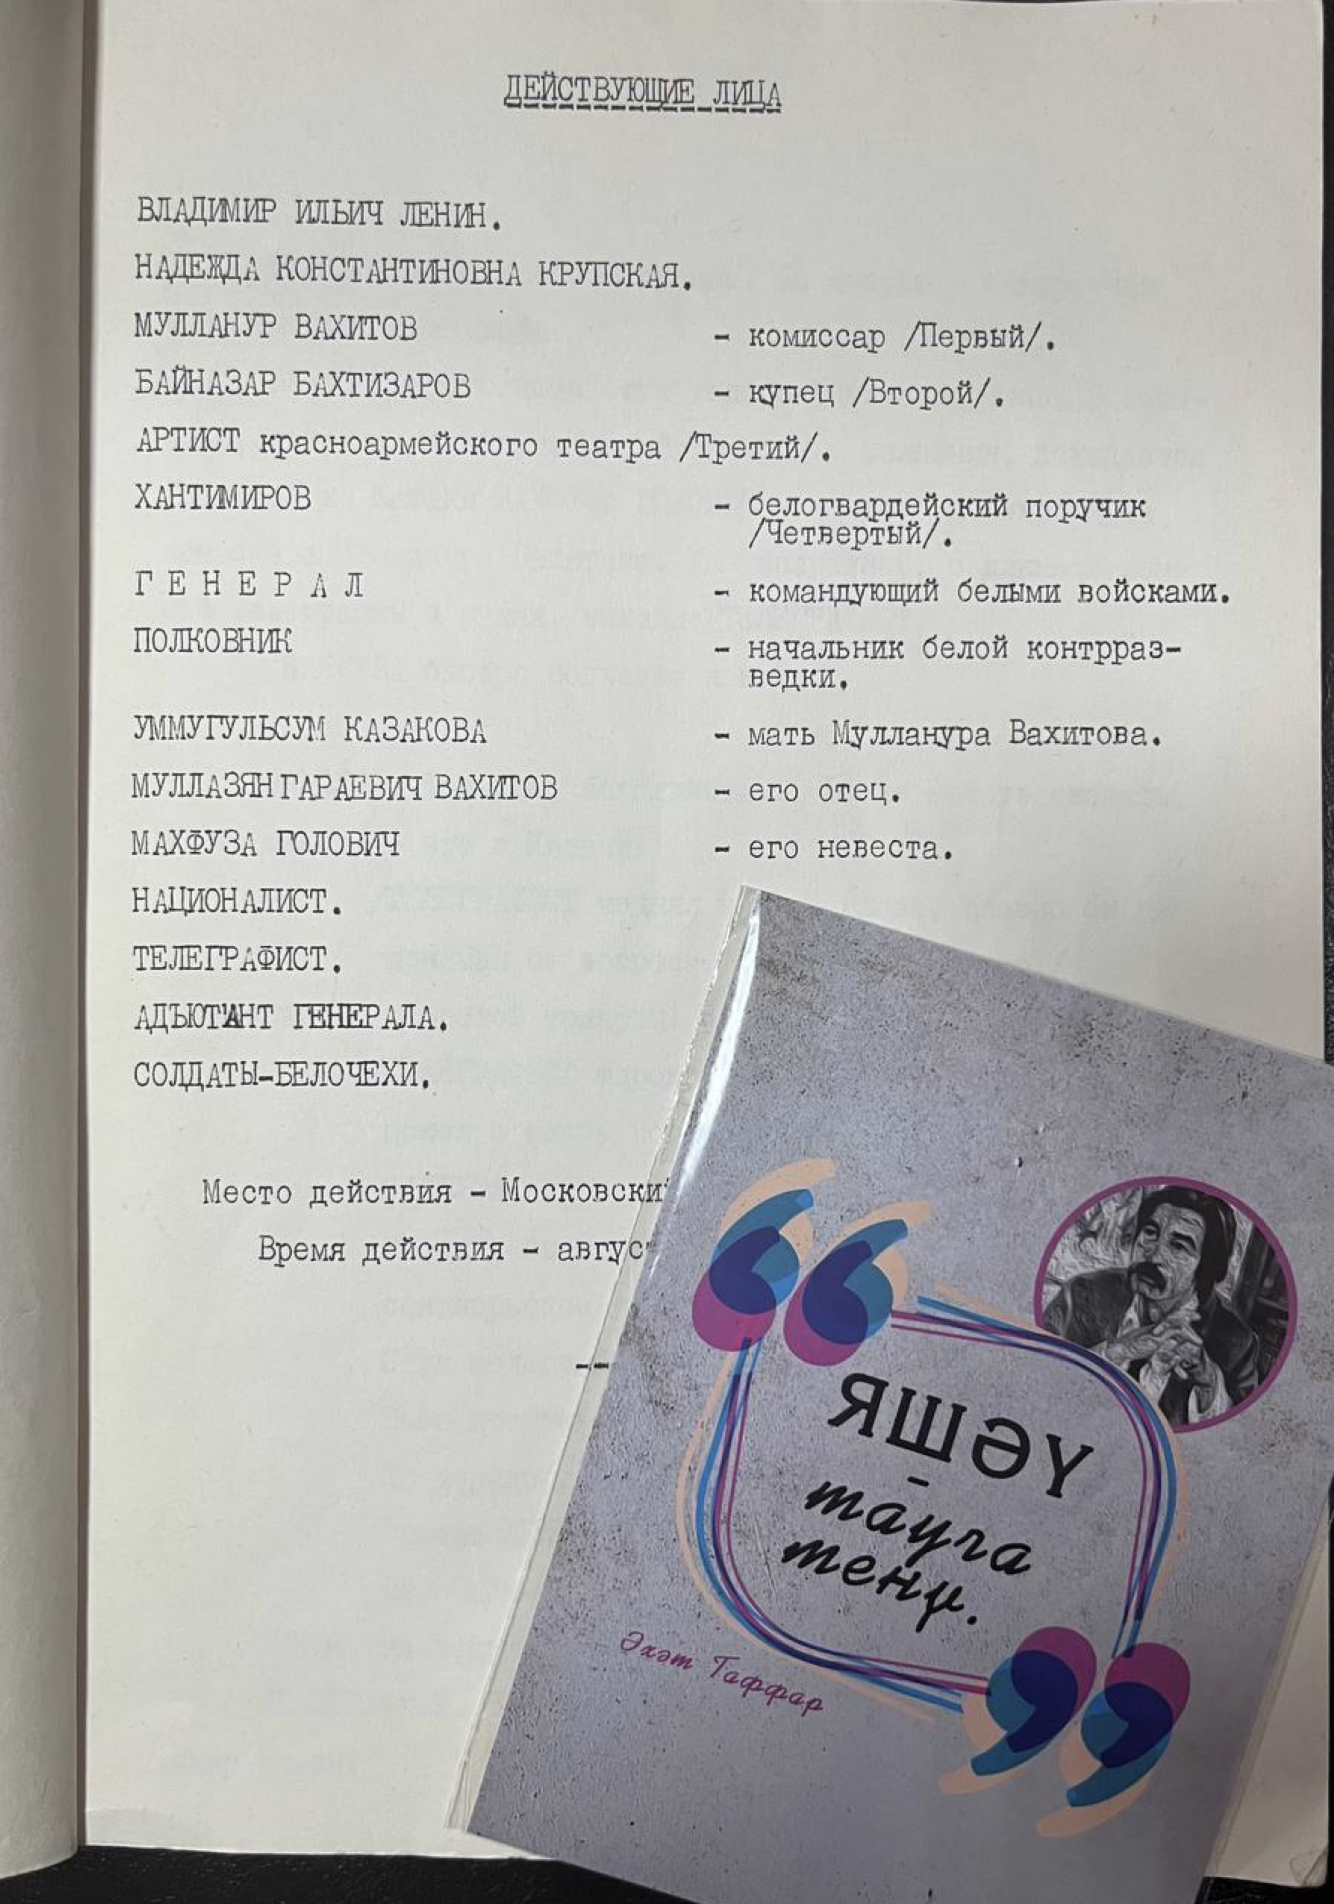 ДЕЙСТВУЮЩИЕ ЛИЦА
ВЛАДИМИР ИЛЬИЧ ЛЕНИН.
НАДЕЖДА КОНСТАНТИНОВНА КРУПСКАЯ.
МУЛЛАНУР ВАХИТОВ - комиссар /Первый/.
БАЙНАЗАР БАХТИЗАРОВ - купец /Второй/.
АРТИСТ красноармейского театра /Третий/.
ХАНТИМИРОВ - белогвардейский поручик
/Четвертый/.
Г Е Н Е Р А Л - командующий белыми войсками.
ПОЛКОВНИК - начальник белой контрраз-
ведки.
УММУГУЛЬСУМ КАЗАКОВА - мать Мулланура Вахитова.
МУЛЛАЗЯН ГАРАЕВИЧ ВАХИТОВ - его отец.
МАХФУЗА ГОЛОВИЧ - его невеста.
НАЦИОНАЛИСТ.
ТЕЛЕГРАФИСТ.
АДЪЮТАНТ ГЕНЕРАЛА.
СОЛДАТЫ-БЕЛОЧЕХИ.
Место действия - Московски
Время действия - авгус
ЯШӘҮ
- тауга
менү.
Әхәт Гаффар